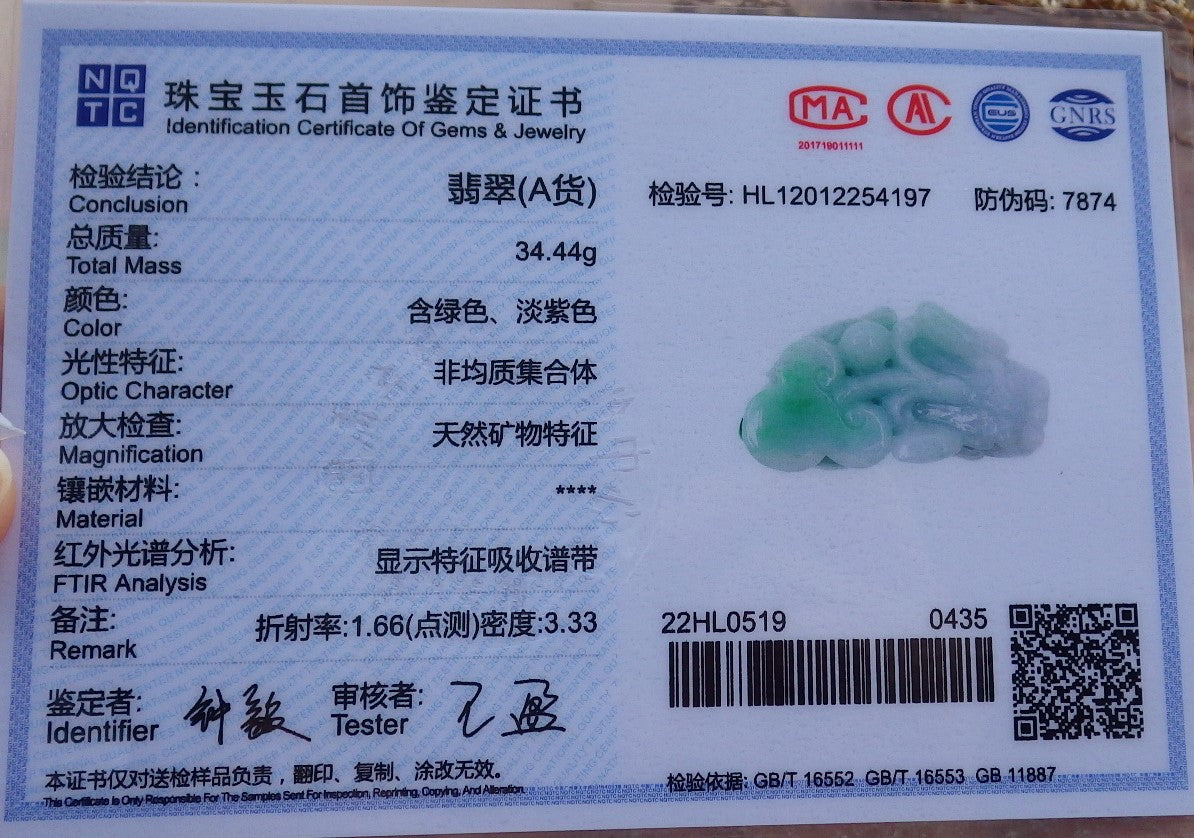 NQ
TC
珠宝玉石首饰鉴定证书
Identification Certificate Of Gems & Jewelry
MA
201719011111
GNRS
检验结论：
Conclusion
翡翠(A货)
检验号: HL12012254197
防伪码: 7874
总质量:
Total Mass
34.44g
颜色:
Color
含绿色、淡紫色
光性特征:
Optic Character
非均质集合体
放大检查:
Magnification
天然矿物特征
镶嵌材料:
Material
****
红外光谱分析:
FTIR Analysis
显示特征吸收谱带
备注:
Remark
折射率:1.66(点测)密度:3.33
22HL0519 0435
鉴定者:
Identifier
审核者:
Tester
本证书仅对送检样品负责，翻印、复制、涂改无效。
This Certificate Is Only Responsible For The Samples Sent For Inspection, Reprinting, Copying, And Alteration.
检验依据: GB/T 16552 GB/T 16553 GB 11887